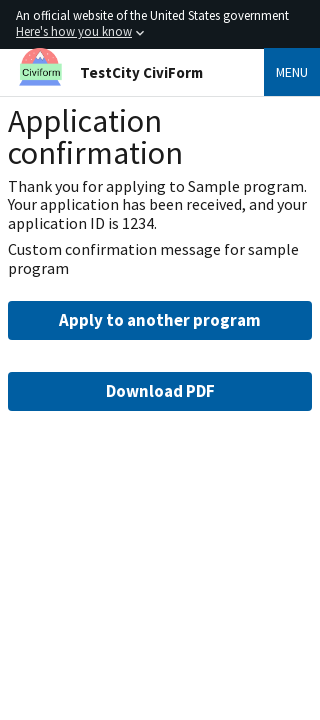 An official website of the United States government
Here's how you know
Civiform
TestCity CiviForm
MENU
Application
confirmation
Thank you for applying to Sample program.
Your application has been received, and your
application ID is 1234.
Custom confirmation message for sample
program
Apply to another program
Download PDF